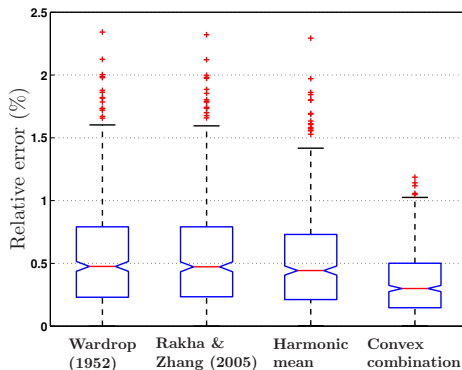 2.5
2
1.5
1
0.5
0
Relative error (%)
Wardrop (1952)
Rakha & Zhang (2005)
Harmonic mean
Convex combination